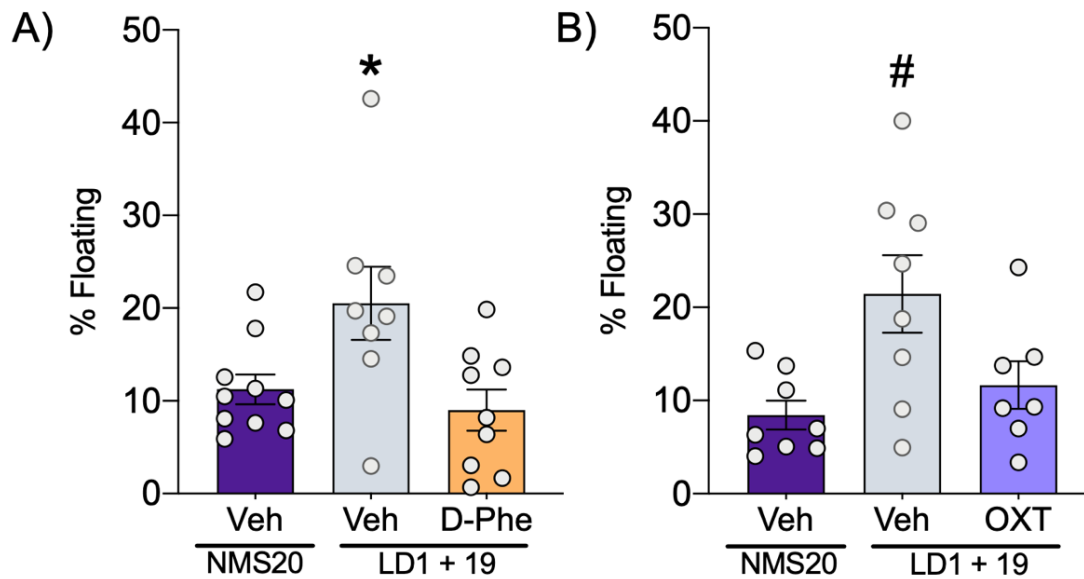 A)
% Floating
50
40
30
20
10
0
*
Veh Veh D-Phe
NMS20 LD1 + 19
B)
% Floating
50
40
30
20
10
0
#
Veh Veh OXT
NMS20 LD1 + 19